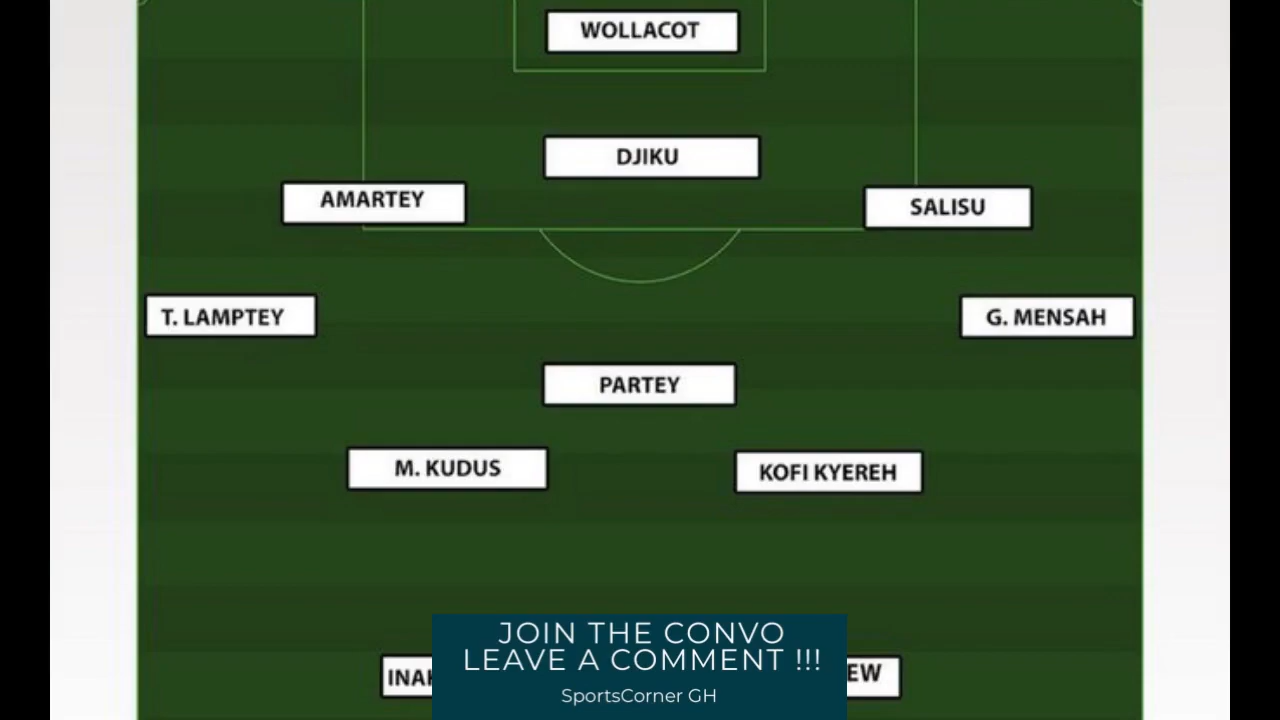 WOLLACOT
DJIKU
AMARTEY
SALISU
T. LAMPTEY
G. MENSAH
PARTEY
M. KUDUS
KOFI KYEREH
JOIN THE CONVO
LEAVE A COMMENT !!!
SportsCorner GH